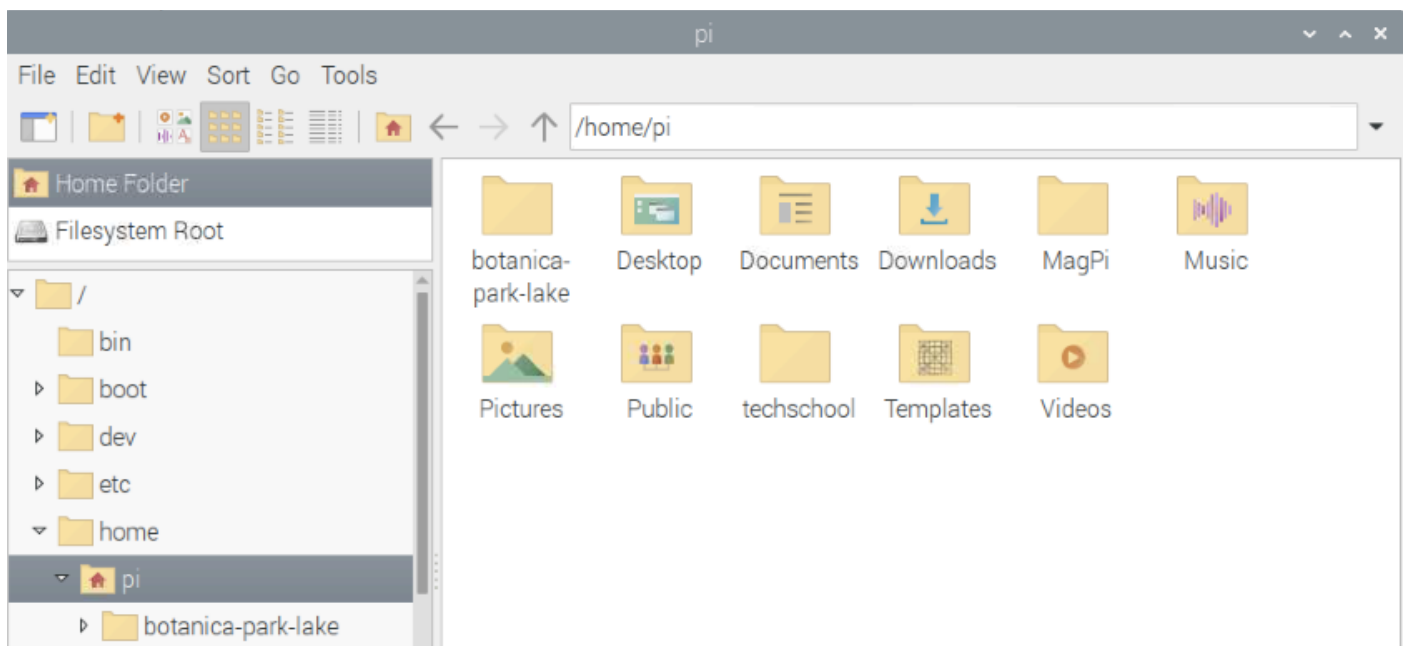 pi
File Edit View Sort Go Tools
/home/pi
Home Folder
Filesystem Root
/
bin
boot
dev
etc
home
pi
botanica-park-lake
botanica- Desktop Documents Downloads MagPi Music
park-lake
Pictures Public techschool Templates Videos